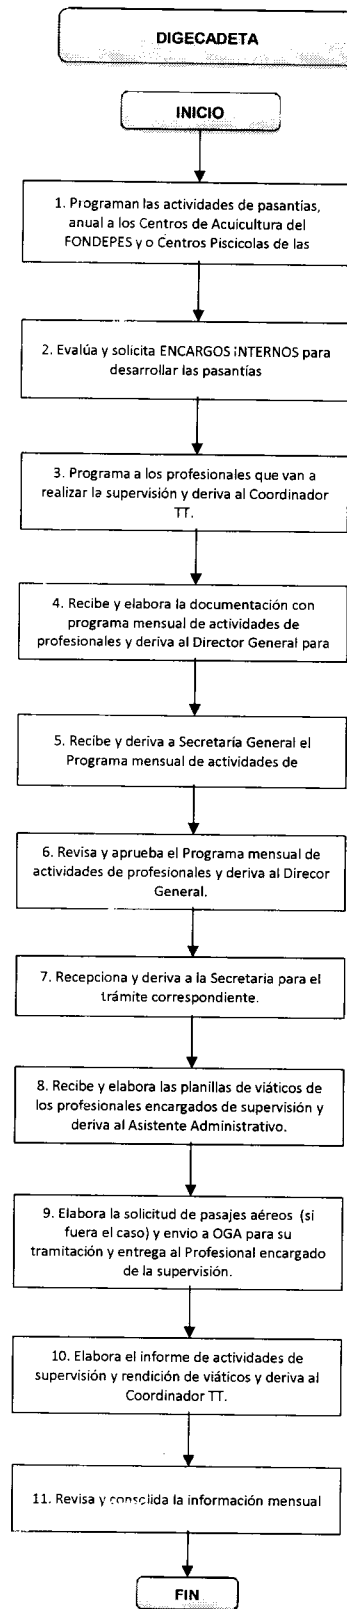 DIGECADETA
INICIO
1. Programan las actividades de pasantías,
anual a los Centros de Acuicultura del
FONDEPES y o Centros Piscicolas de las
2. Evalúa y solicita ENCARGOS INTERNOS para
desarrollar las pasantías
3. Programa a los profesionales que van a
realizar la supervisión y deriva al Coordinador
TT.
4. Recibe y elabora la documentación con
programa mensual de actividades de
profesionales y deriva al Director General para
5. Recibe y deriva a Secretaría General el
Programa mensual de actividades de
6. Revisa y aprueba el Programa mensual de
actividades de profesionales y deriva al Direcor
General.
7. Recepciona y deriva a la Secretaria para el
trámite correspondiente.
8. Recibe y elabora las planillas de viáticos de
los profesionales encargados de supervisión y
deriva al Asistente Administrativo.
9. Elabora la solicitud de pasajes aéreos (si
fuera el caso) y envio a OGA para su
tramitación y entrega al Profesional encargado
de la supervisión.
10. Elabora el informe de actividades de
supervisión y rendición de viáticos y deriva al
Coordinador TT.
11. Revisa y consolida la información mensual
FIN